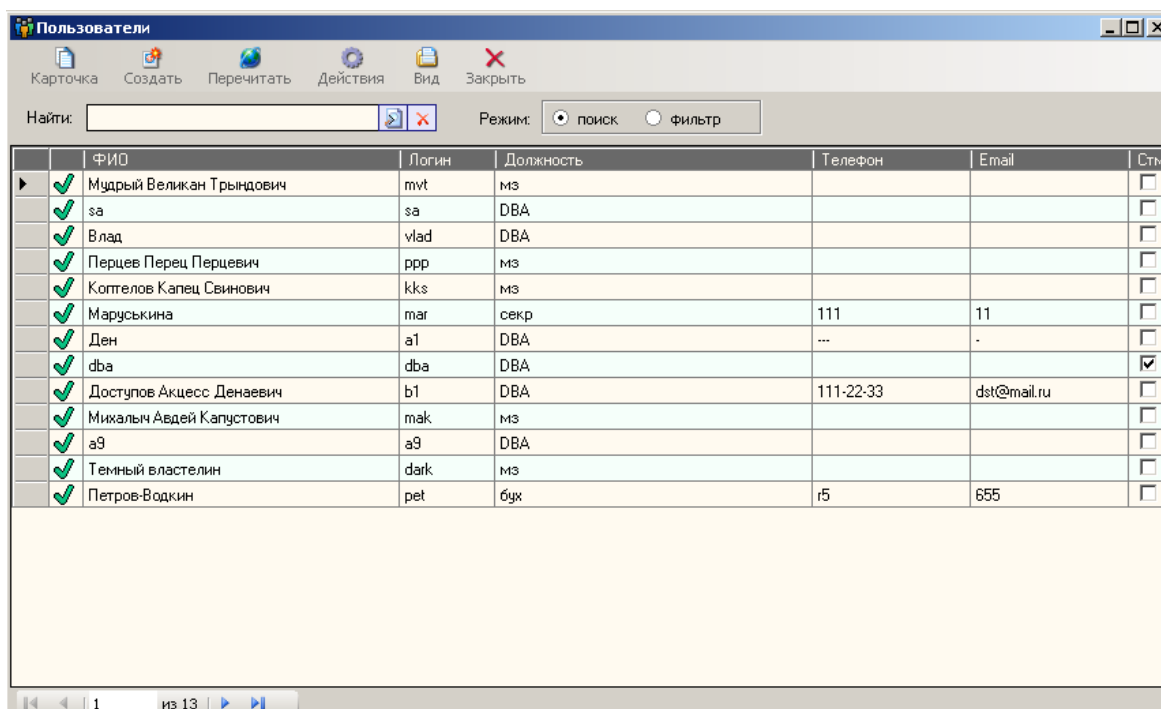 Пользователи
Карточка Создать Перечитать Действия Вид Закрыть
Найти: Режим: поиск фильтр
ФИО Логин Должность Телефон Email Стм
Мудрый Великан Трындович mvt мз
sa sa DBA
Влад vlad DBA
Перцев Перец Перцевич ppp мз
Коптелов Капец Свинович kks мз
Маруськина mar секр 111 11
Ден a1 DBA --- -
dba dba DBA
Доступов Акцесс Денаевич b1 DBA 111-22-33 dst@mail.ru
Михалыч Авдей Капустович mak мз
a9 a9 DBA
Темный властелин dark мз
Петров-Водкин pet бух r5 655
1 из 13